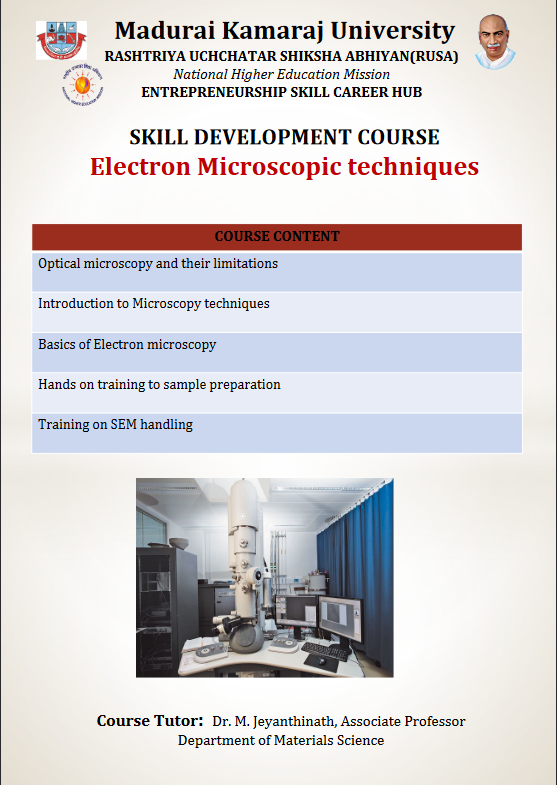 Madurai Kamaraj University
RASHTRIYA UCHCHATAR SHIKSHA ABHIYAN(RUSA)
National Higher Education Mission
ENTREPRENEURSHIP SKILL CAREER HUB
SKILL DEVELOPMENT COURSE
Electron Microscopic techniques
COURSE CONTENT
Optical microscopy and their limitations
Introduction to Microscopy techniques
Basics of Electron microscopy
Hands on training to sample preparation
Training on SEM handling
Course Tutor: Dr. M. Jeyanthinath, Associate Professor
Department of Materials Science